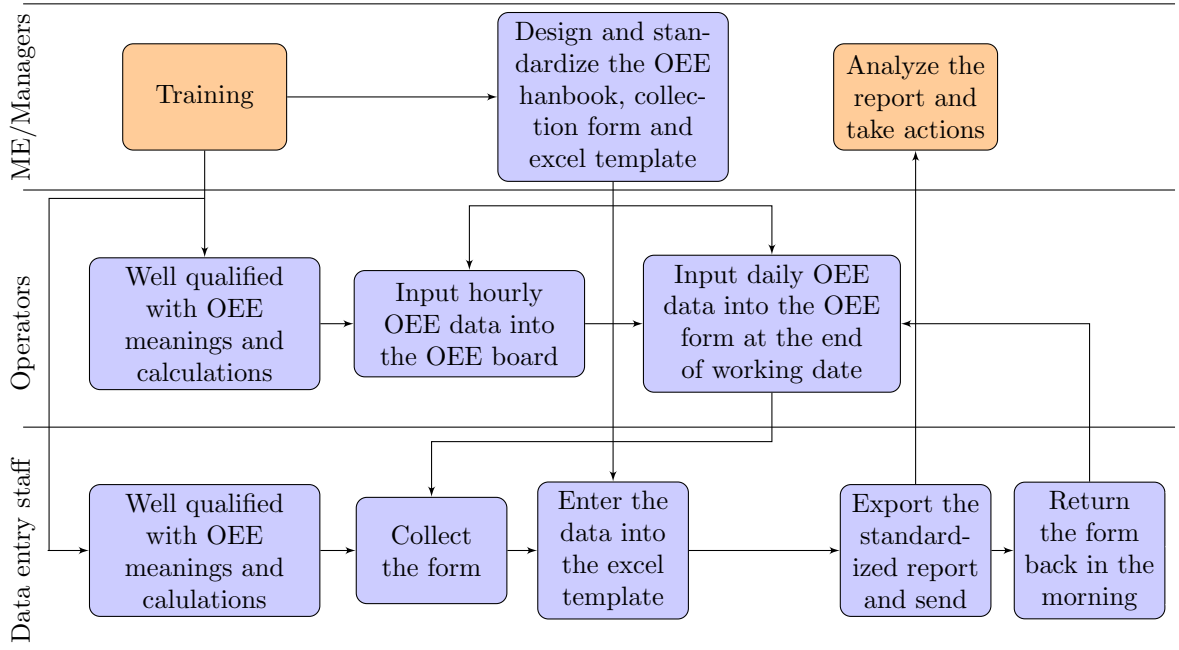 ME/Managers
Training
Design and stan-
dardize the OEE
hanbook, collec-
tion form and
excel template
Analyze the
report and
take actions
Operators
Well qualified
with OEE
meanings and
calculations
Input hourly
OEE data into
the OEE board
Input daily OEE
data into the OEE
form at the end
of working date
Data entry staff
Well qualified
with OEE
meanings and
calulations
Collect
the form
Enter the
data into
the excel
template
Export the
standard-
ized report
and send
Return
the form
back in the
morning